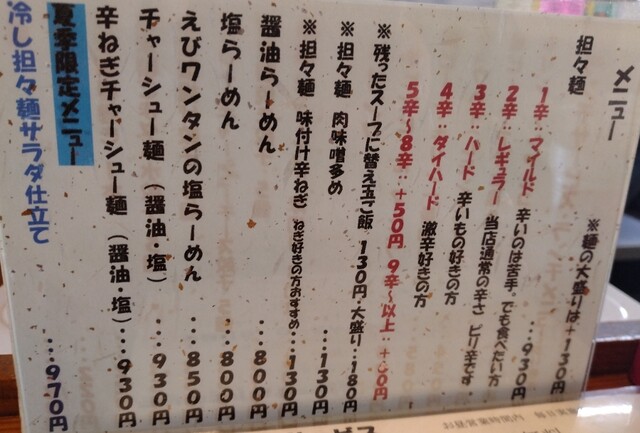 メニュー
担々麺 ※麺の大盛りは+130円
1辛：マイルド 辛いのは苦手。でも食べたい方 …930円
2辛：レギュラー 当店通常の辛さ ピリ辛です。
3辛：ハード 辛いもの好きの方
4辛：ダイハード 激辛好きの方
5辛～8辛：+50円 9辛～以上：+
※残ったスープに替え玉ご飯 130円・大盛り…180円
※担々麺 肉味噌多め …130円
※担々麺 味付け辛ねぎ ねぎ好きの方おすすめ…130円
醤油らーめん …800円
塩らーめん …800円
えびワンタンの塩らーめん …850円
チャーシュー麺（醤油・塩） …930円
辛ねぎチャーシュー麺（醤油・塩）…930円
夏季限定メニュー
冷し担々麺サラダ仕立て …970円
お昼営業時間内